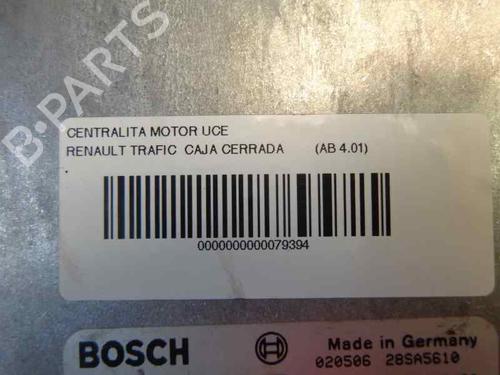 B-PARTS
CENTRALITA MOTOR UCE
RENAULT TRAFIC CAJA CERRADA (AB 4.01)
0000000000079394
BOSCH
Made in Germany
020506 28SA5610